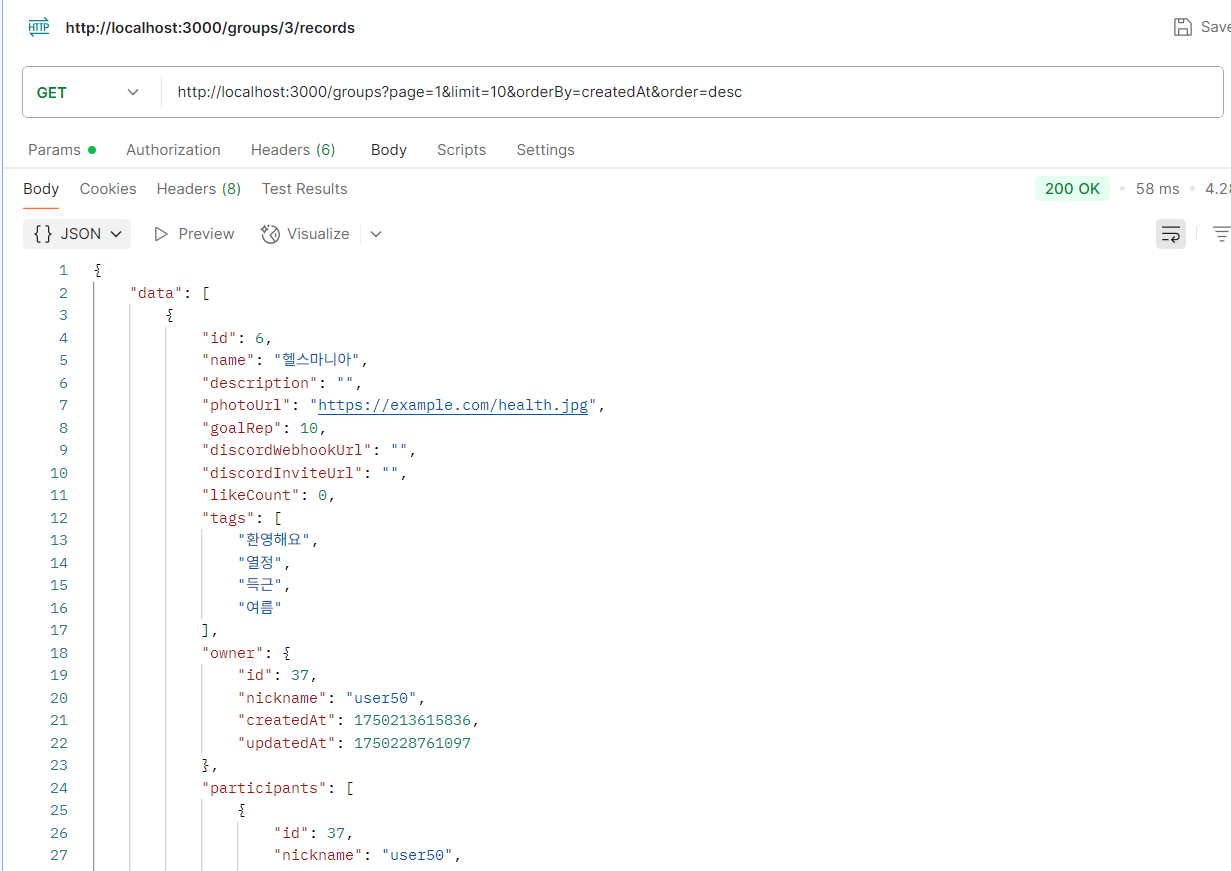 HTTP http://localhost:3000/groups/3/records Save
GET http://localhost:3000/groups?page=1&limit=10&orderBy=createdAt&order=desc
Params Authorization Headers (6) Body Scripts Settings
Body Cookies Headers (8) Test Results 200 OK 58 ms 4.28
{} JSON Preview Visualize
1 {
2 "data": [
3 {
4 "id": 6,
5 "name": "헬스마니아",
6 "description": "",
7 "photoUrl": "https://example.com/health.jpg",
8 "goalRep": 10,
9 "discordWebhookUrl": "",
10 "discordInviteUrl": "",
11 "likeCount": 0,
12 "tags": [
13 "환영해요",
14 "열정",
15 "득근",
16 "여름"
17 ],
18 "owner": {
19 "id": 37,
20 "nickname": "user50",
21 "createdAt": 1750213615836,
22 "updatedAt": 1750228761097
23 },
24 "participants": [
25 {
26 "id": 37,
27 "nickname": "user50",